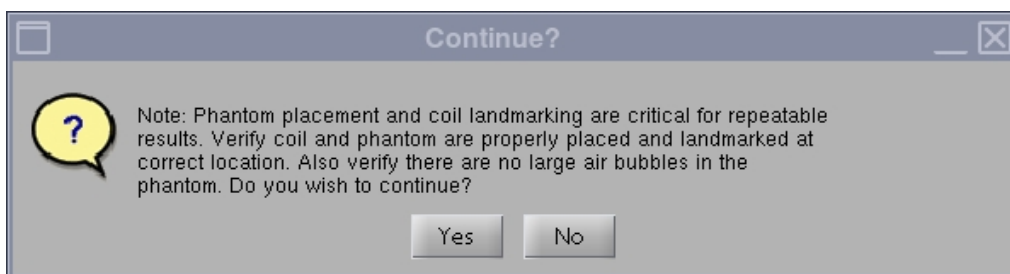 Continue?
?
Note: Phantom placement and coil landmarking are critical for repeatable
results. Verify coil and phantom are properly placed and landmarked at
correct location. Also verify there are no large air bubbles in the
phantom. Do you wish to continue?
Yes No